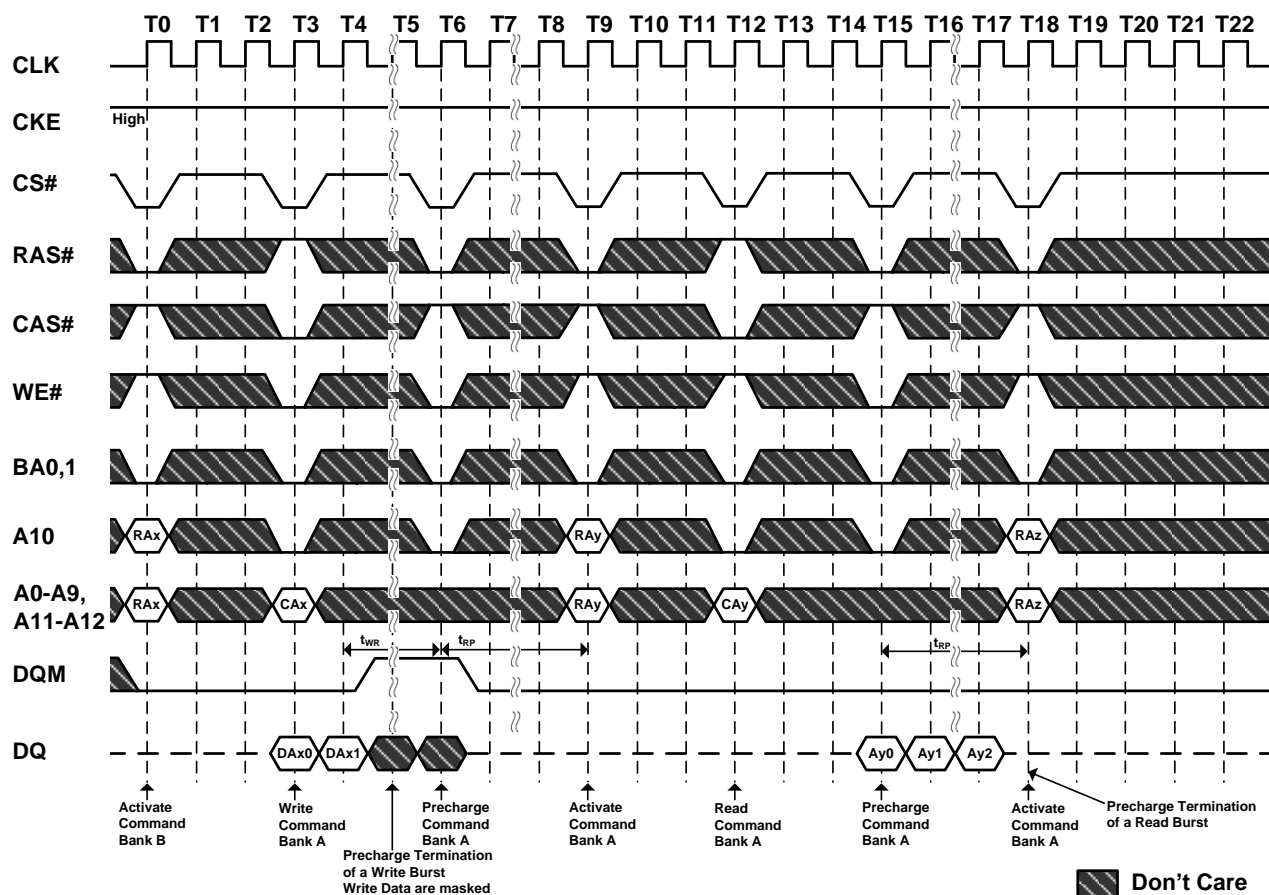 T0 T1 T2 T3 T4 T5 T6 T7 T8 T9 T10 T11 T12 T13 T14 T15 T16 T17 T18 T19 T20 T21 T22
CLK
CKE
High
CS#
RAS#
CAS#
WE#
BA0,1
A10
RAx RAy RAz
A0-A9,
A11-A12
RAx CAx RAy CAy RAz
tWR tRP tRP
DQM
DQ
DAx0 DAx1 Ay0 Ay1 Ay2
Activate
Command
Bank B
Write
Command
Bank A
Precharge Termination
of a Write Burst
Write Data are masked
Precharge
Command
Bank A
Activate
Command
Bank A
Read
Command
Bank A
Precharge
Command
Bank A
Activate
Command
Bank A
Precharge Termination
of a Read Burst
Don't Care